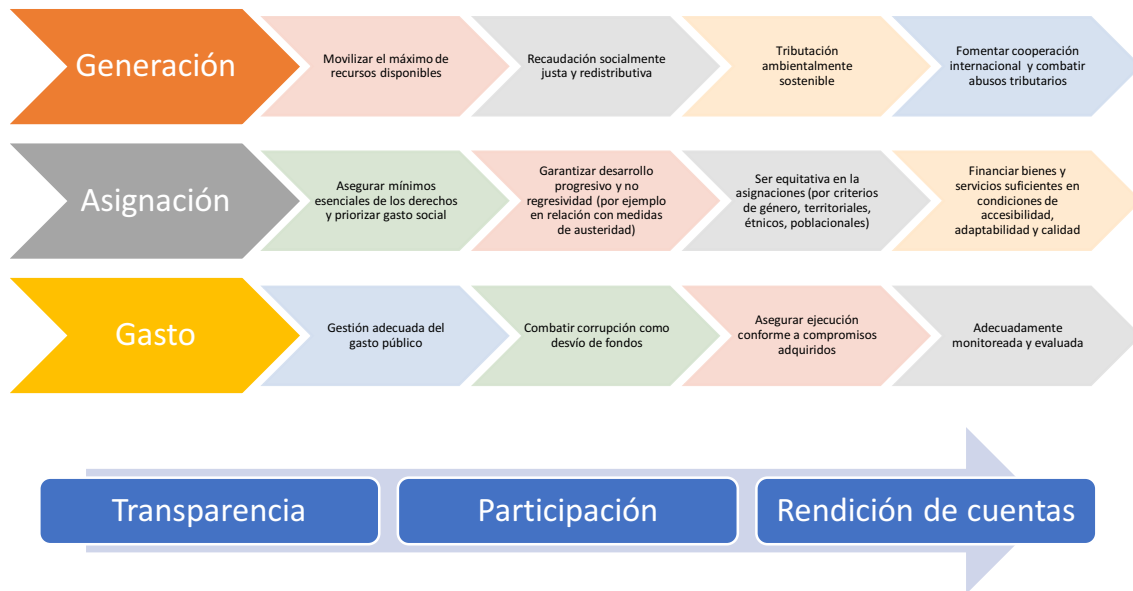 Generación
Movilizar el máximo de
recursos disponibles
Recaudación socialmente
justa y redistributiva
Tributación
ambientalmente
sostenible
Fomentar cooperación
internacional y combatir
abusos tributarios
Asignación
Asegurar mínimos
esenciales de los derechos
y priorizar gasto social
Garantizar desarrollo
progresivo y no
regresividad (por ejemplo
en relación con medidas
de austeridad)
Ser equitativa en la
asignaciones (por criterios
de género, territoriales,
étnicos, poblacionales)
Financiar bienes y
servicios suficientes en
condiciones de
accesibilidad,
adaptabilidad y calidad
Gasto
Gestión adecuada del
gasto público
Combatir corrupción como
desvío de fondos
Asegurar ejecución
conforme a compromisos
adquiridos
Adecuadamente
monitoreada y evaluada
Transparencia
Participación
Rendición de cuentas